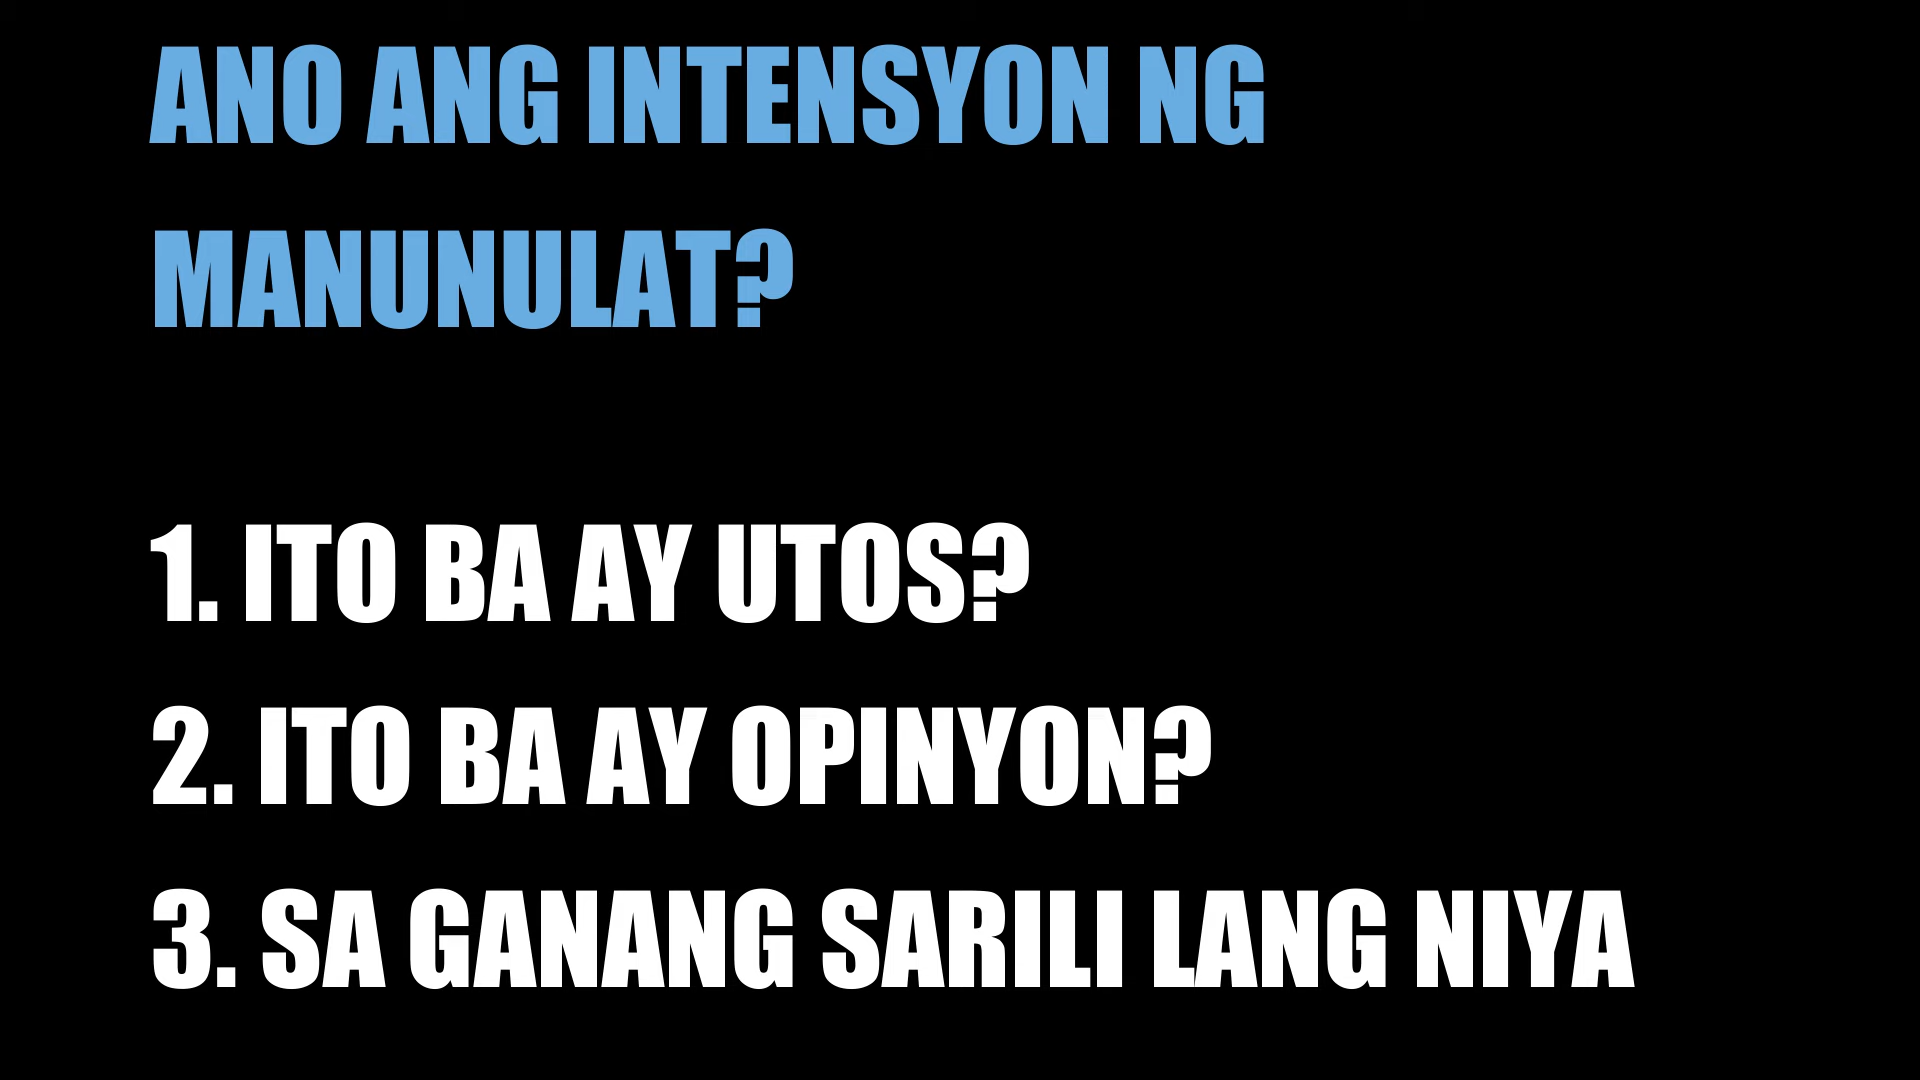 ANO ANG INTENSYON NG
MANUNULAT?
1. ITO BA AY UTOS?
2. ITO BA AY OPINYON?
3. SA GANANG SARILI LANG NIYA